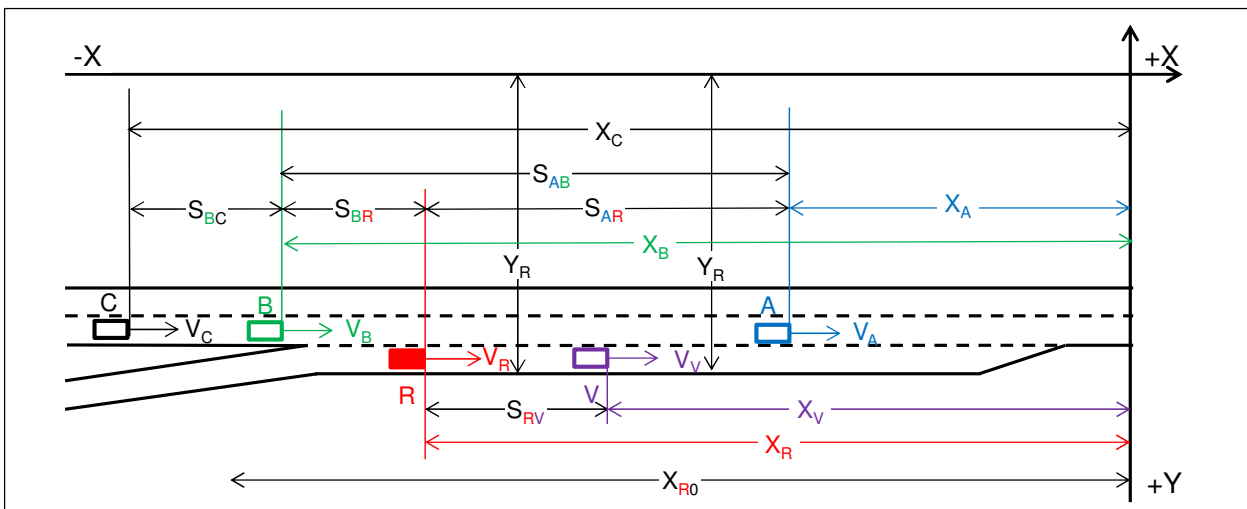 -X
+X
X_C
S_AB
S_BC
S_BR
S_AR
X_A
X_B
Y_R
Y_R
C
B
A
V_C
V_B
V_A
V_R
V_V
R
V
S_RV
X_V
X_R
X_R0
+Y